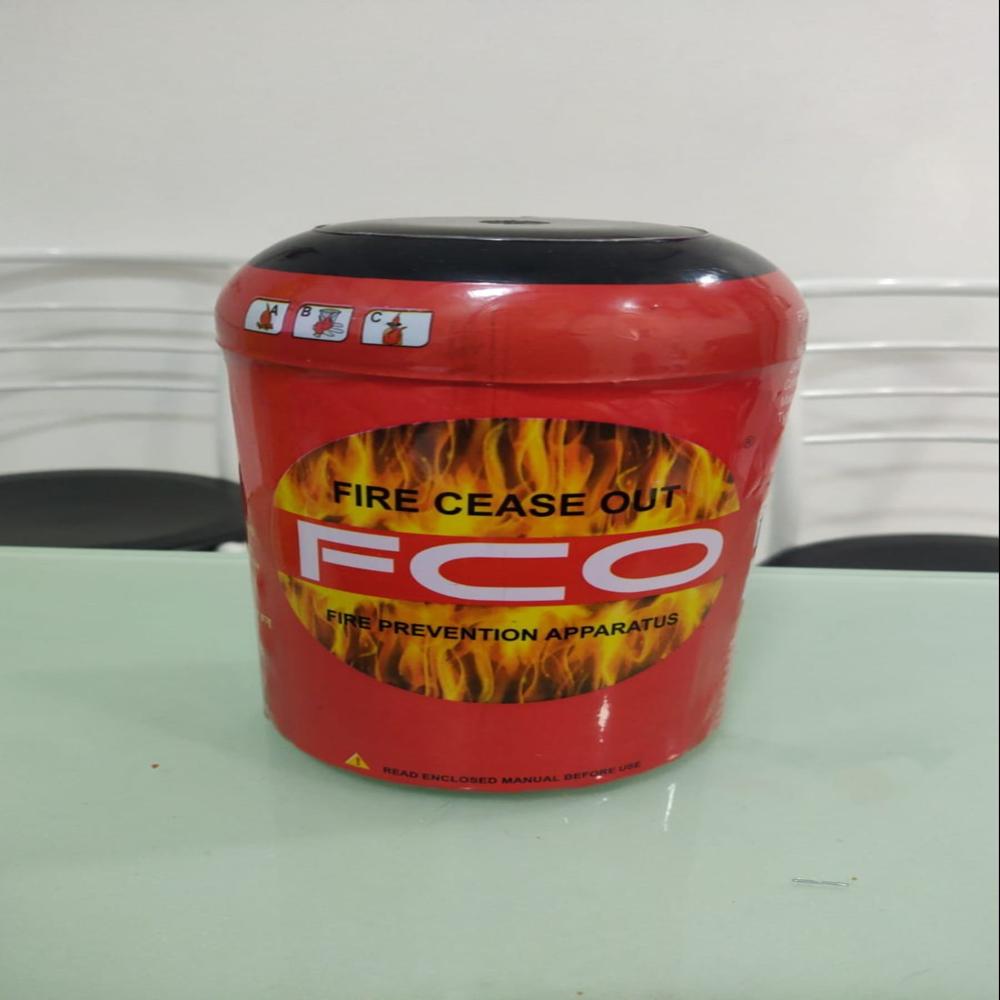 A B C
FIRE CEASE OUT
FCO
®
FIRE PREVENTION APPARATUS
READ ENCLOSED MANUAL BEFORE USE